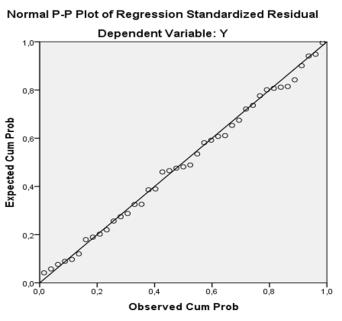 Normal P-P Plot of Regression Standardized Residual
Dependent Variable: Y
1,0
0,8
0,6
0,4
0,2
0,0
Expected Cum Prob
0,0 0,2 0,4 0,6 0,8 1,0
Observed Cum Prob